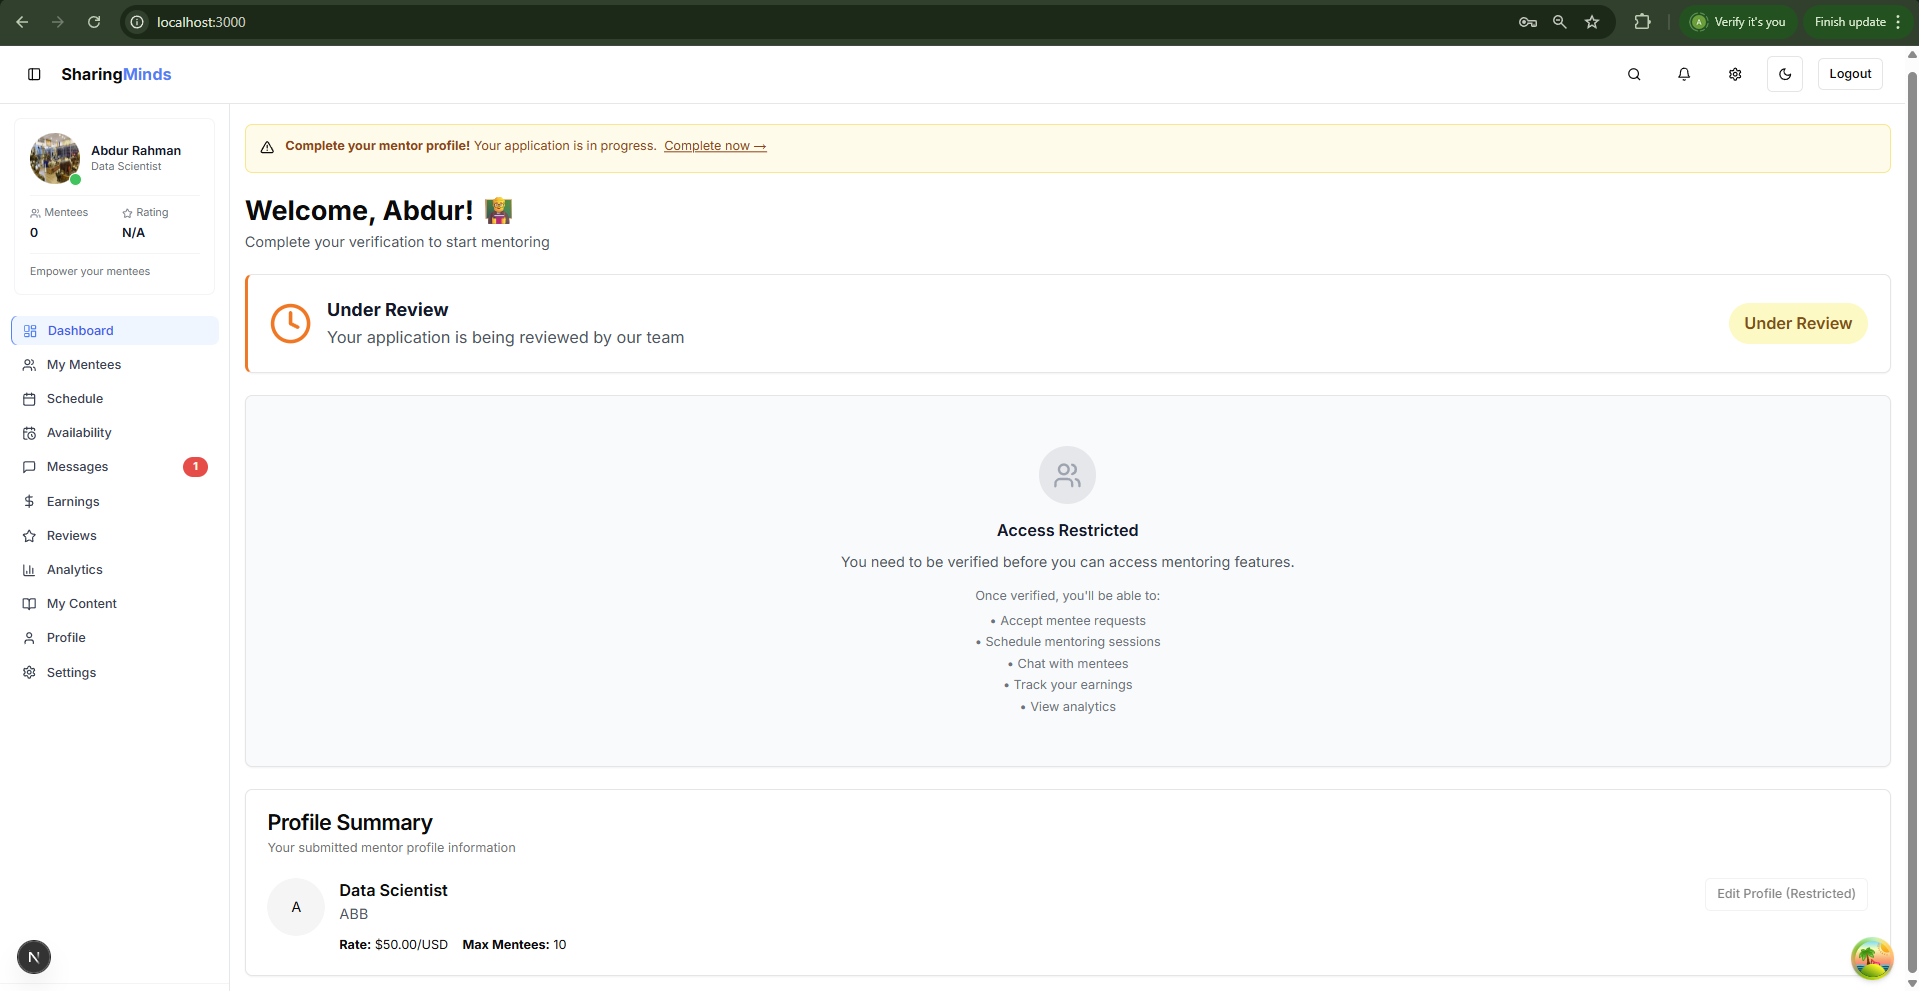 localhost:3000
Verify it's you
Finish update
SharingMinds
Logout
Abdur Rahman
Data Scientist
Mentees
Rating
0
N/A
Empower your mentees
Dashboard
My Mentees
Schedule
Availability
Messages
1
Earnings
Reviews
Analytics
My Content
Profile
Settings
N
Complete your mentor profile! Your application is in progress. Complete now →
Welcome, Abdur!
Complete your verification to start mentoring
Under Review
Your application is being reviewed by our team
Under Review
Access Restricted
You need to be verified before you can access mentoring features.
Once verified, you'll be able to:
• Accept mentee requests
• Schedule mentoring sessions
• Chat with mentees
• Track your earnings
• View analytics
Profile Summary
Your submitted mentor profile information
A
Data Scientist
ABB
Rate: $50.00/USD Max Mentees: 10
Edit Profile (Restricted)